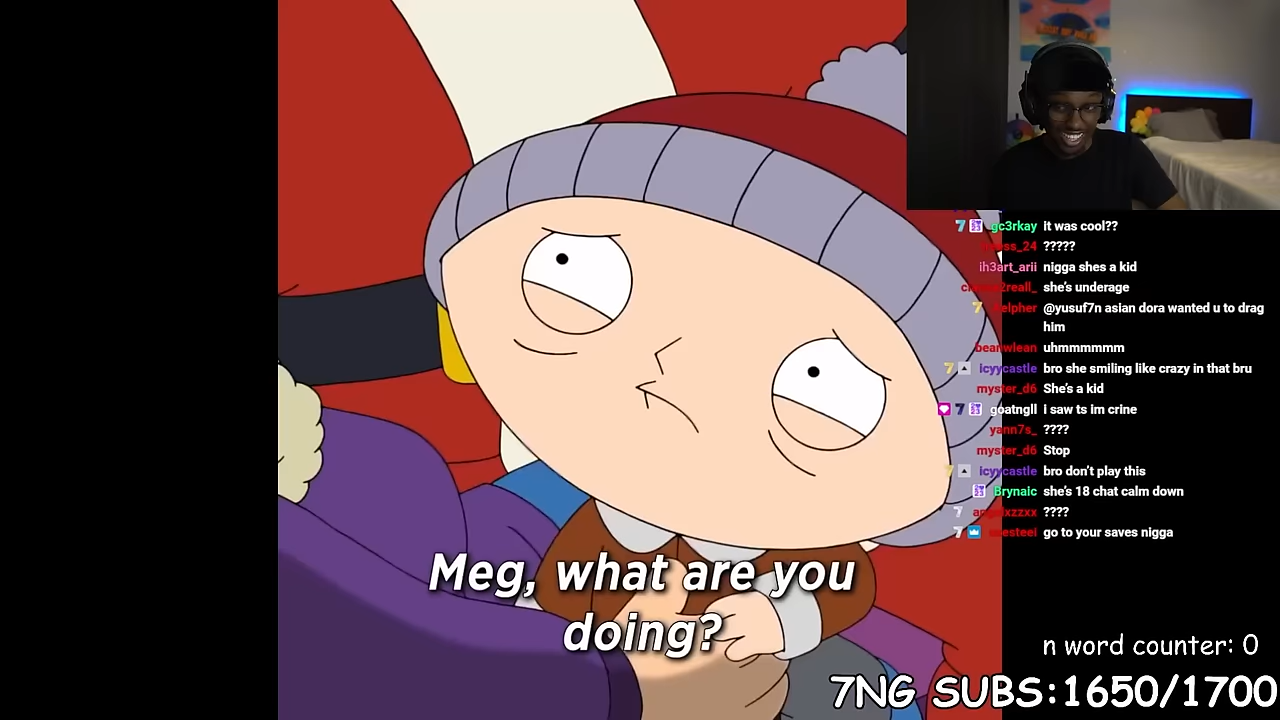 gc3rkay it was cool??
?????
ih3art_arii nigga shes a kid
she's underage
@yusuf7n asian dora wanted u to drag
him
beanwlean uhmmmmmm
icyycastle bro she smiling like crazy in that bru
myster_d6 She's a kid
goatngll i saw ts im crine
yann7s_ ????
myster_d6 Stop
icyycastle bro don't play this
Brynaic she's 18 chat calm down
????
go to your saves nigga
Meg, what are you
doing?
n word counter: 0
7NG SUBS:1650/1700